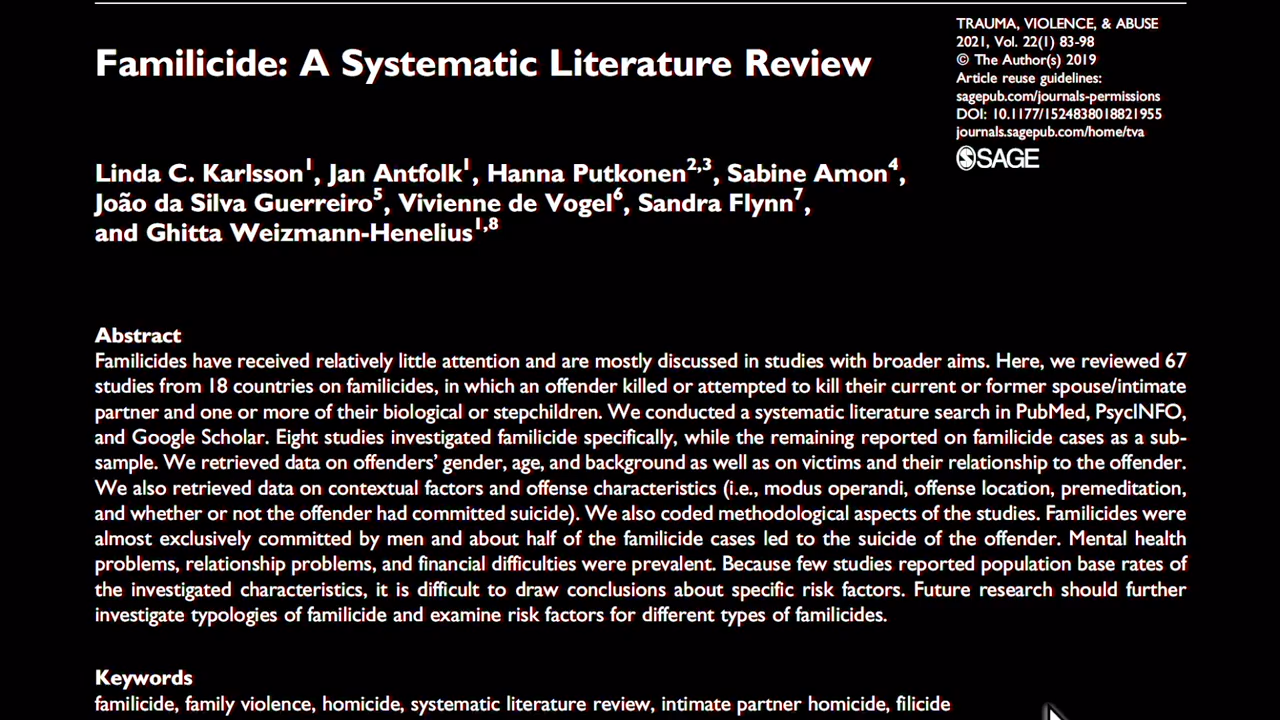 Familicide: A Systematic Literature Review
TRAUMA, VIOLENCE, & ABUSE
2021, Vol. 22(1) 83-98
© The Author(s) 2019
Article reuse guidelines:
sagepub.com/journals-permissions
DOI: 10.1177/1524838018821955
journals.sagepub.com/home/tva
SAGE
Linda C. Karlsson1, Jan Antfolk1, Hanna Putkonen2,3, Sabine Amon4,
João da Silva Guerreiro5, Vivienne de Vogel6, Sandra Flynn7,
and Ghitta Weizmann-Henelius1,8
Abstract
Familicides have received relatively little attention and are mostly discussed in studies with broader aims. Here, we reviewed 67
studies from 18 countries on familicides, in which an offender killed or attempted to kill their current or former spouse/intimate
partner and one or more of their biological or stepchildren. We conducted a systematic literature search in PubMed, PsycINFO,
and Google Scholar. Eight studies investigated familicide specifically, while the remaining reported on familicide cases as a sub-
sample. We retrieved data on offenders’ gender, age, and background as well as on victims and their relationship to the offender.
We also retrieved data on contextual factors and offense characteristics (i.e., modus operandi, offense location, premeditation,
and whether or not the offender had committed suicide). We also coded methodological aspects of the studies. Familicides were
almost exclusively committed by men and about half of the familicide cases led to the suicide of the offender. Mental health
problems, relationship problems, and financial difficulties were prevalent. Because few studies reported population base rates of
the investigated characteristics, it is difficult to draw conclusions about specific risk factors. Future research should further
investigate typologies of familicide and examine risk factors for different types of familicides.
Keywords
familicide, family violence, homicide, systematic literature review, intimate partner homicide, filicide